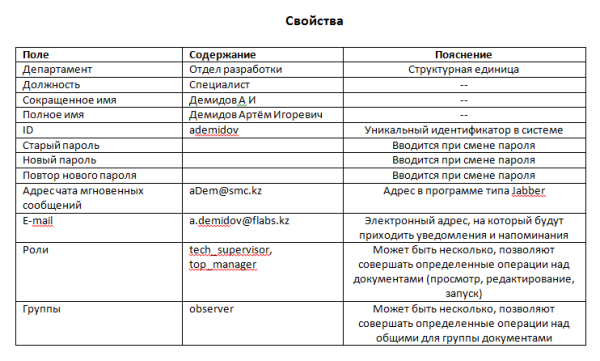 Свойства
Поле Содержание Пояснение
Департамент Отдел разработки Структурная единица
Должность Специалист --
Сокращенное имя Демидов А И --
Полное имя Демидов Артём Игоревич --
ID ademidov Уникальный идентификатор в системе
Старый пароль Вводится при смене пароля
Новый пароль Вводится при смене пароля
Повтор нового пароля Вводится при смене пароля
Адрес чата мгновенных aDem@smc.kz Адрес в программе типа Jabber
сообщений
E-mail a.demidov@flabs.kz Электронный адрес, на который будут
приходить уведомления и напоминания
Роли tech_supervisor, Может быть несколько, позволяют
top_manager совершать определенные операции над
документами (просмотр, редактирование,
запуск)
Группы observer Может быть несколько, позволяют
совершать определенные операции над
общими для группы документами